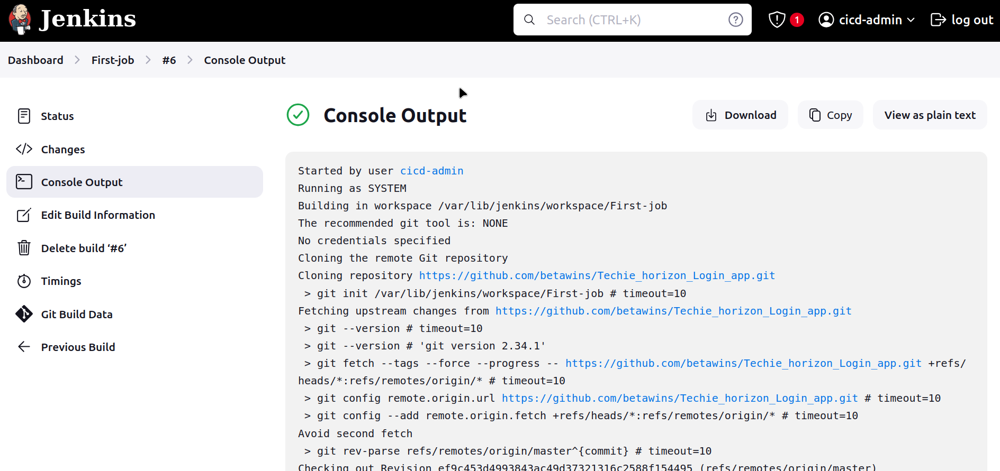 Jenkins
Search (CTRL+K)
1
cicd-admin
log out
Dashboard
First-job
#6
Console Output
Status
Changes
Console Output
Edit Build Information
Delete build ‘#6’
Timings
Git Build Data
Previous Build
Console Output
Download
Copy
View as plain text
Started by user cicd-admin
Running as SYSTEM
Building in workspace /var/lib/jenkins/workspace/First-job
The recommended git tool is: NONE
No credentials specified
Cloning the remote Git repository
Cloning repository https://github.com/betawins/Techie_horizon_Login_app.git
> git init /var/lib/jenkins/workspace/First-job # timeout=10
Fetching upstream changes from https://github.com/betawins/Techie_horizon_Login_app.git
> git --version # timeout=10
> git --version # 'git version 2.34.1'
> git fetch --tags --force --progress -- https://github.com/betawins/Techie_horizon_Login_app.git +refs/
heads/*:refs/remotes/origin/* # timeout=10
> git config remote.origin.url https://github.com/betawins/Techie_horizon_Login_app.git # timeout=10
> git config --add remote.origin.fetch +refs/heads/*:refs/remotes/origin/* # timeout=10
Avoid second fetch
> git rev-parse refs/remotes/origin/master^{commit} # timeout=10
Checking out Revision ef9c453d4993843ac49d37321316c2588f154495 (refs/remotes/origin/master)